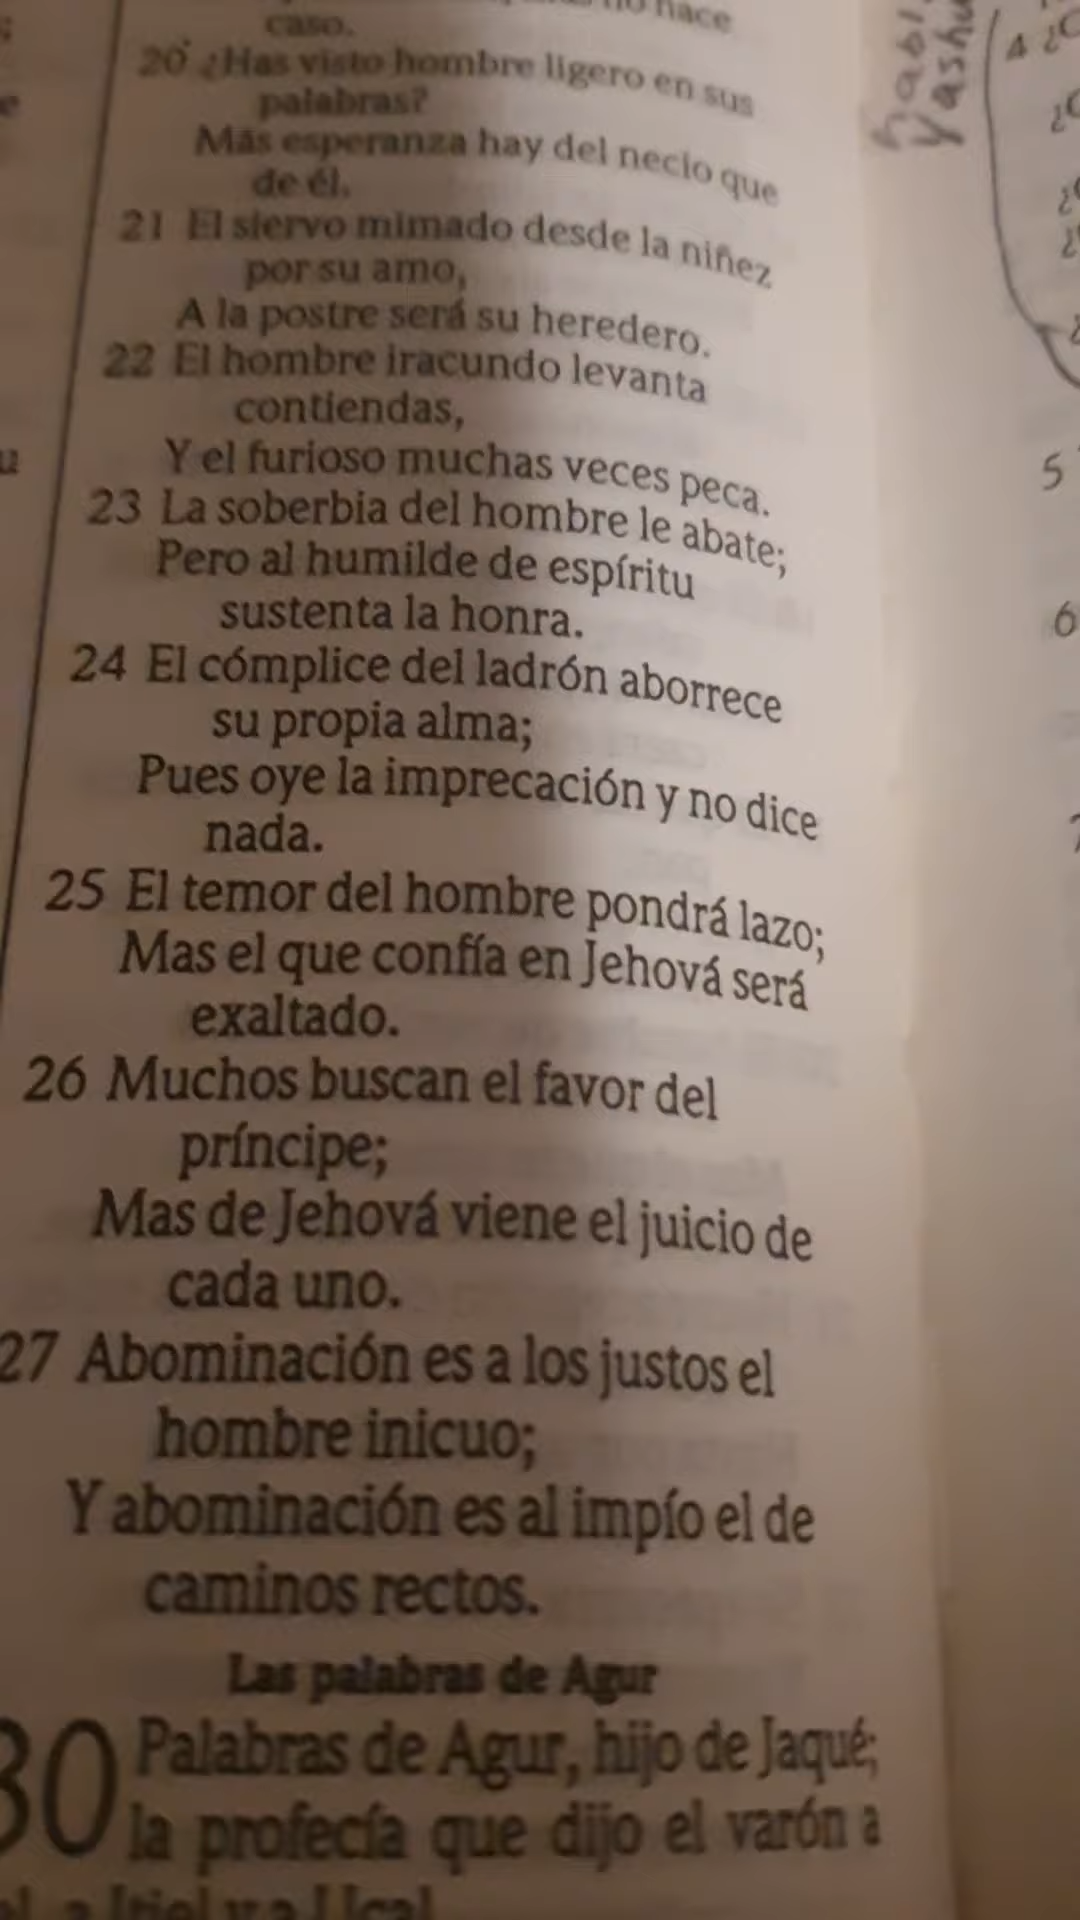 no hace
caso.
20 ¿Has visto hombre ligero en sus
palabras?
Más esperanza hay del necio que
de él.
21 El siervo mimado desde la niñez
por su amo,
A la postre será su heredero.
22 El hombre iracundo levanta
contiendas,
Y el furioso muchas veces peca.
23 La soberbia del hombre le abate;
Pero al humilde de espíritu
sustenta la honra.
24 El cómplice del ladrón aborrece
su propia alma;
Pues oye la imprecación y no dice
nada.
25 El temor del hombre pondrá lazo;
Mas el que confía en Jehová será
exaltado.
26 Muchos buscan el favor del
príncipe;
Mas de Jehová viene el juicio de
cada uno.
27 Abominación es a los justos el
hombre inicuo;
Y abominación es al impío el de
caminos rectos.
Las palabras de Agur
30 Palabras de Agur, hijo de Jaqué;
la profecía que dijo el varón a
a Itiel y a Ucal
4
5
6